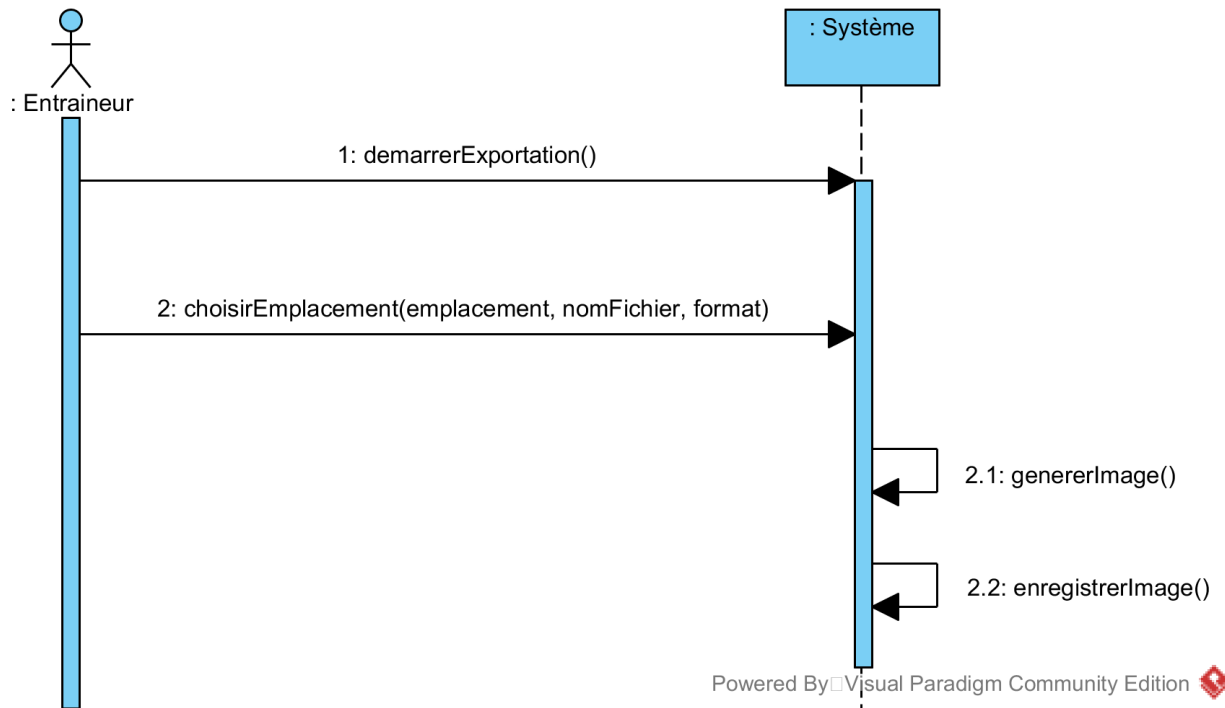 : Système
: Entraineur
1: demarrerExportation()
2: choisirEmplacement(emplacement, nomFichier, format)
2.1: genererImage()
2.2: enregistrerImage()
Powered By Visual Paradigm Community Edition